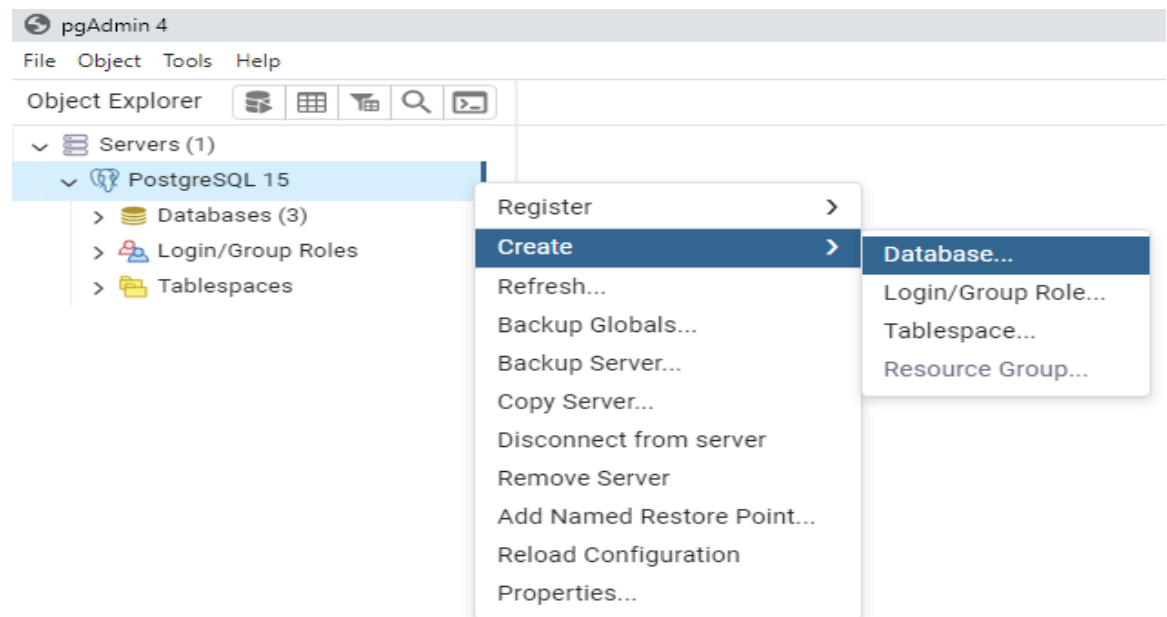 pgAdmin 4
File Object Tools Help
Object Explorer
Servers (1)
PostgreSQL 15
Databases (3)
Login/Group Roles
Tablespaces
Register
Create
Refresh...
Backup Globals...
Backup Server...
Copy Server...
Disconnect from server
Remove Server
Add Named Restore Point...
Reload Configuration
Properties...
Database...
Login/Group Role...
Tablespace...
Resource Group...